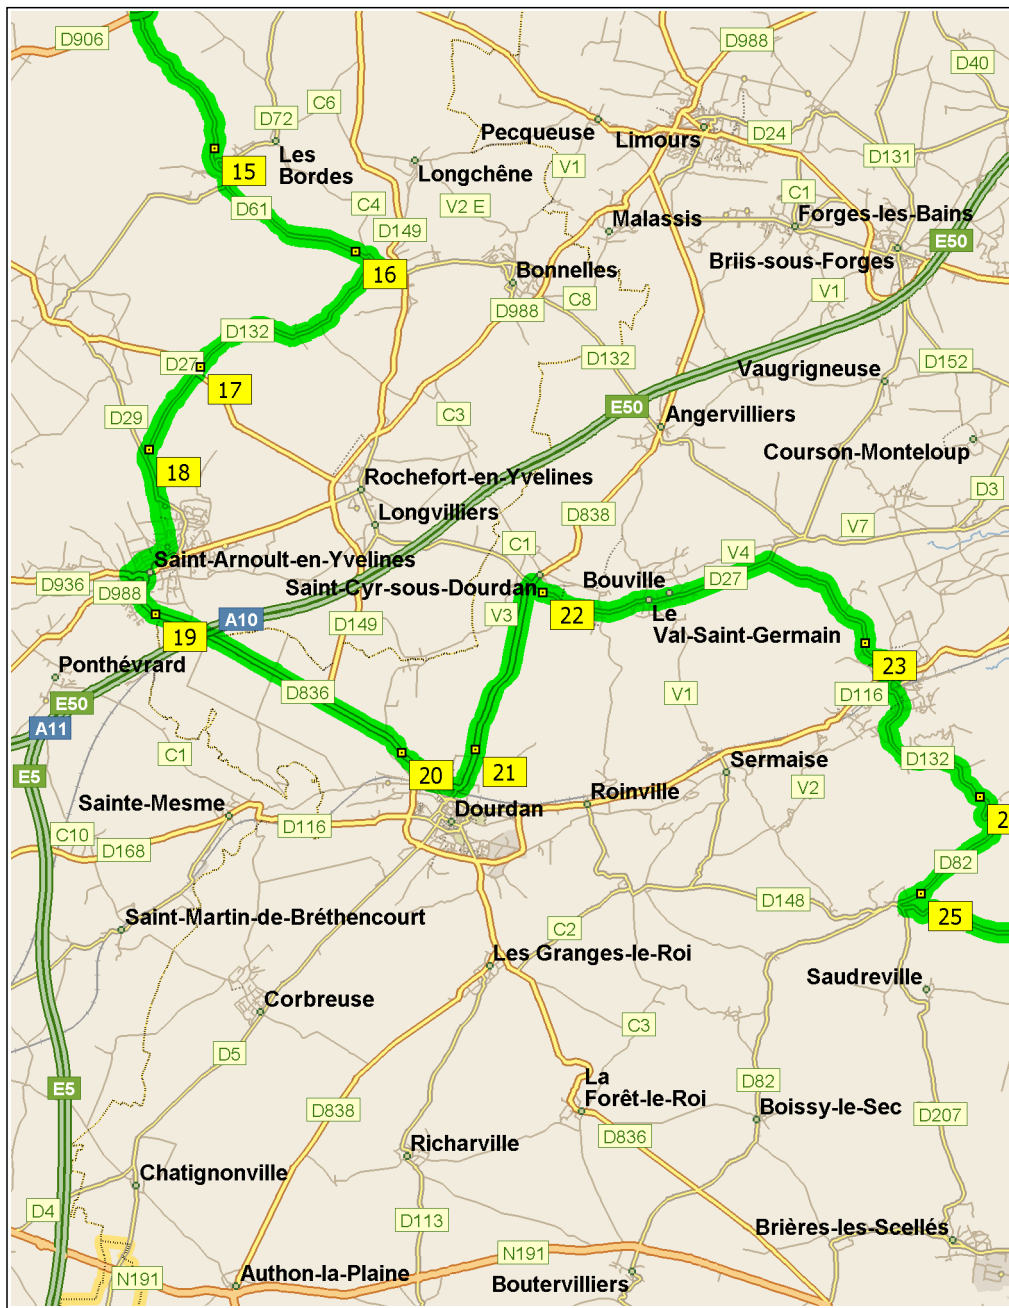 D906
D988
D40
C6
D72
Pecqueuse
Limours
D24
Les
Bordes
15
Longchêne
V1
D131
D61
C4
V2 E
C1
D149
Malassis
Forges-les-Bains
E50
Briis-sous-Forges
16
Bonnelles
C8
V1
D988
D132
D132
D27
D152
Vaugrigneuse
17
E50
D29
C3
Angervilliers
Courson-Monteloup
18
Rochefort-en-Yvelines
D3
Longvilliers
D838
V7
Saint-Arnoult-en-Yvelines
C1
V4
D936
D988
Saint-Cyr-sous-Dourdan
Bouville
D27
A10
V3
22
Le
Val-Saint-Germain
19
D149
Ponthévrard
23
E50
D836
V1
D116
A11
C1
D132
E5
20
21
Sermaise
V2
Sainte-Mesme
Dourdan
Roinville
2
C10
D116
D168
D82
D148
25
Saint-Martin-de-Bréthencourt
C2
Les Granges-le-Roi
Saudreville
Corbreuse
C3
D5
E5
La
Forêt-le-Roi
D82
Boissy-le-Sec
D838
D207
D836
Richarville
Chatignonville
D4
D113
Brières-les-Scellés
N191
N191
Authon-la-Plaine
Boutervilliers